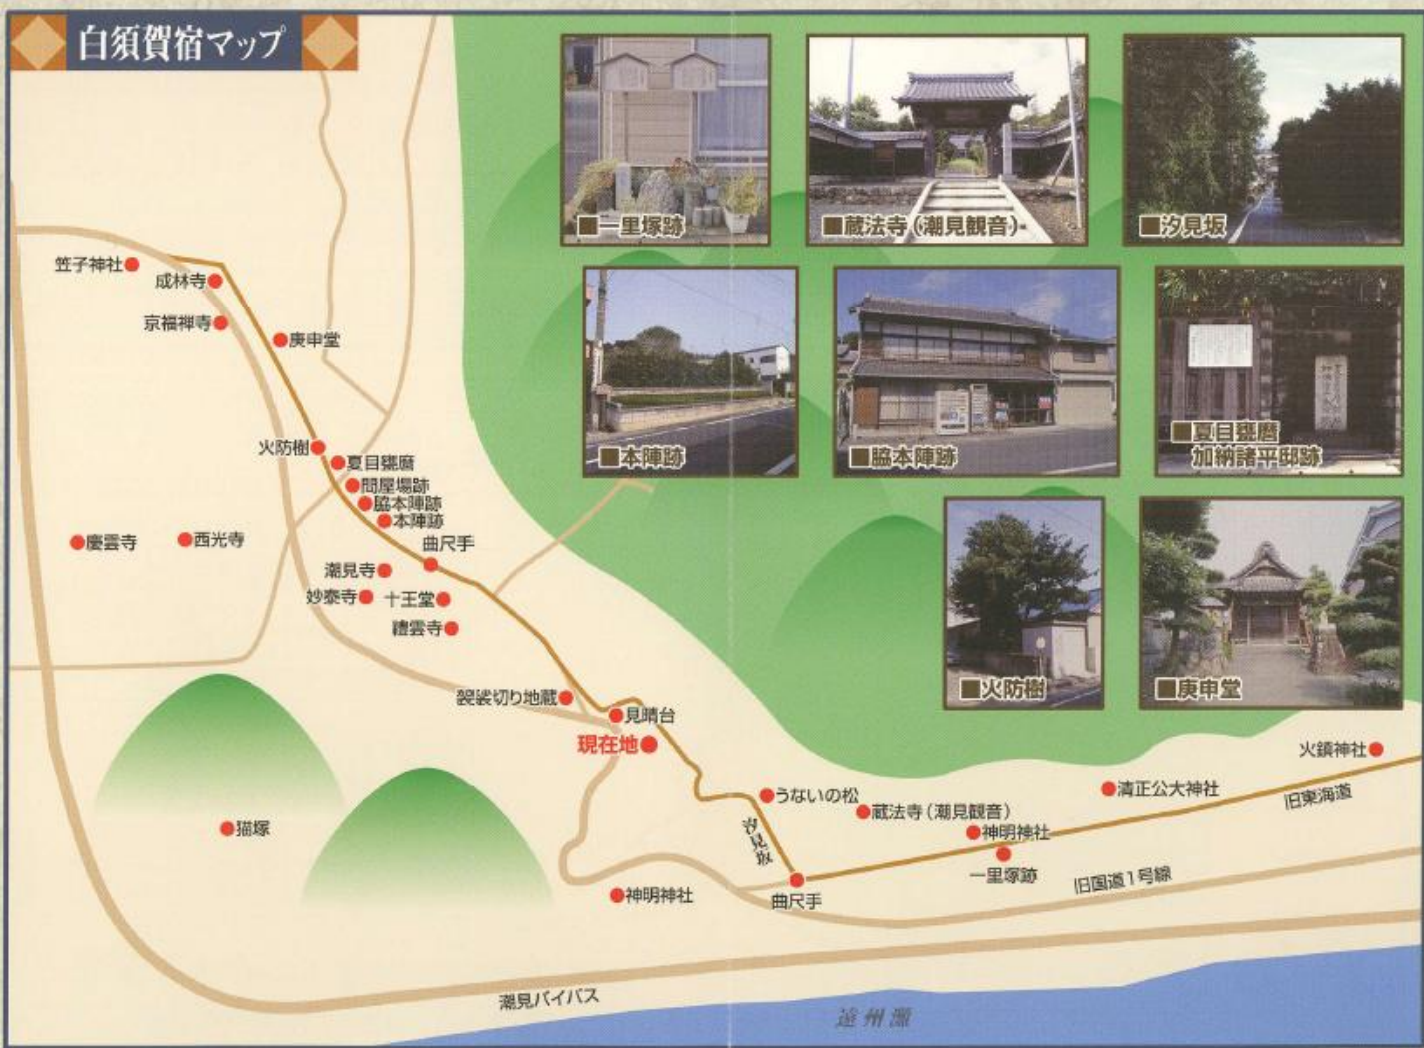 白須賀宿マップ
■一里塚跡
■蔵法寺（潮見観音）
■汐見坂
■本陣跡
■脇本陣跡
■夏目甕麿
加納諸平邸跡
■火防樹
■庚申堂
笠子神社
成林寺
京福禅寺
庚申堂
火防樹
夏目甕麿
問屋場跡
脇本陣跡
本陣跡
曲尺手
慶雲寺
西光寺
潮見寺
妙泰寺
十王堂
禮雲寺
袈裟切り地蔵
見晴台
現在地
うないの松
蔵法寺（潮見観音）
汐見坂
清正公大神社
火鎮神社
旧東海道
神明神社
一里塚跡
旧国道1号線
曲尺手
猫塚
神明神社
潮見バイパス
遠州灘